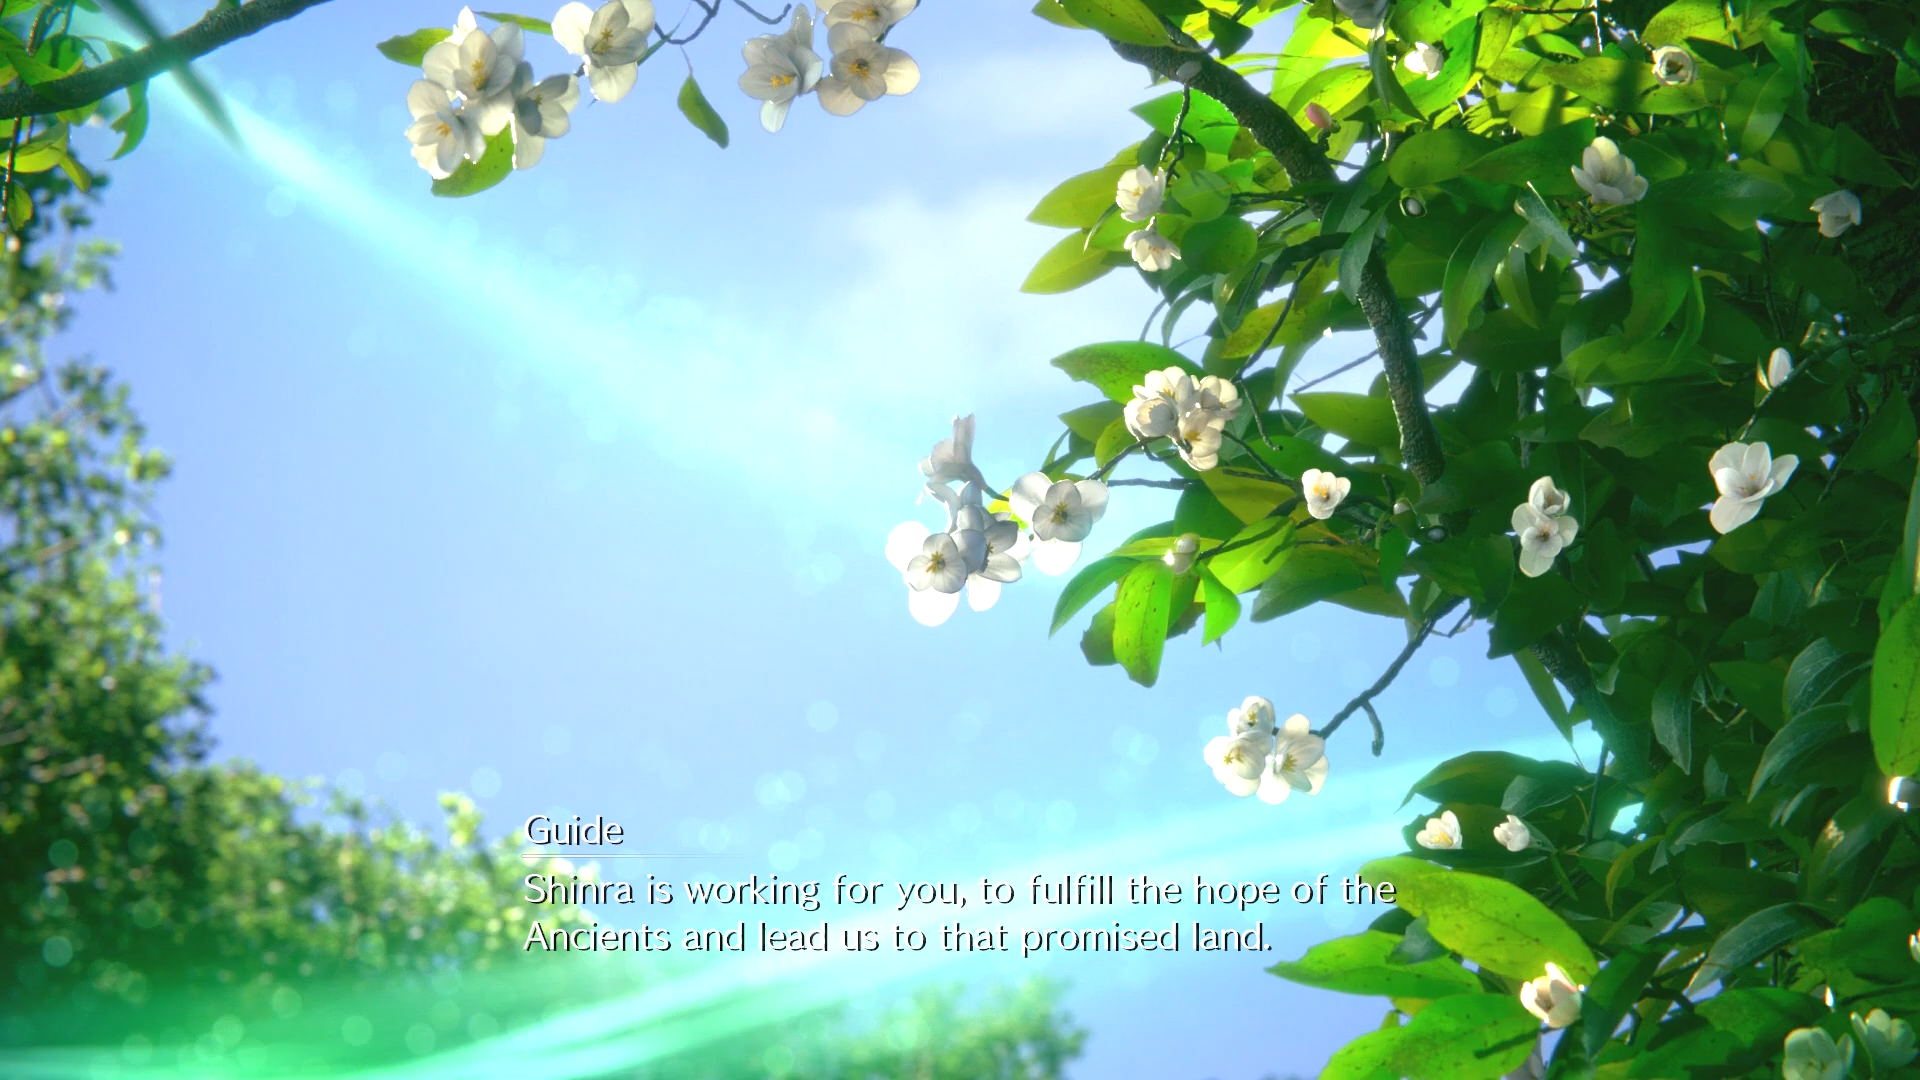 Guide
Shinra is working for you, to fulfill the hope of the
Ancients and lead us to that promised land.